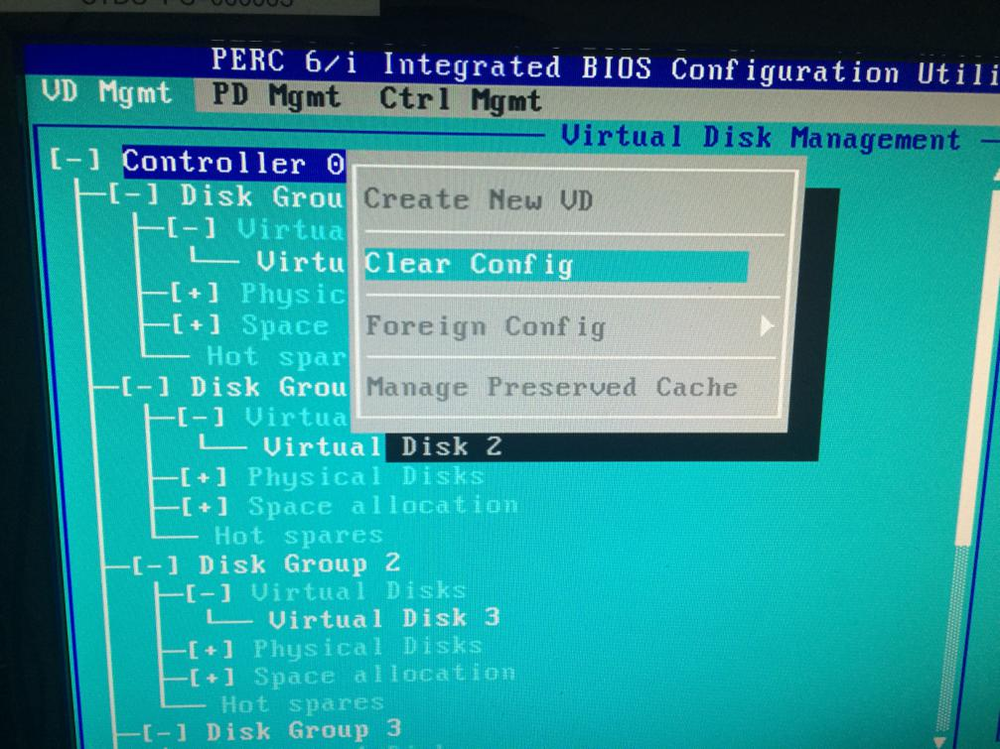 PERC 6/i Integrated BIOS Configuration Utili
VD Mgmt PD Mgmt Ctrl Mgmt
Virtual Disk Management
[-] Controller 0
[-] Disk Grou
Create New VD
[-] Virtua
Virtu
Clear Config
[+] Physic
[+] Space
Foreign Config
Hot spar
[-] Disk Grou
Manage Preserved Cache
[-] Virtua
Virtual Disk 2
[+] Physical Disks
[+] Space allocation
Hot spares
[-] Disk Group 2
[-] Virtual Disks
Virtual Disk 3
[+] Physical Disks
[+] Space allocation
Hot spares
[-] Disk Group 3